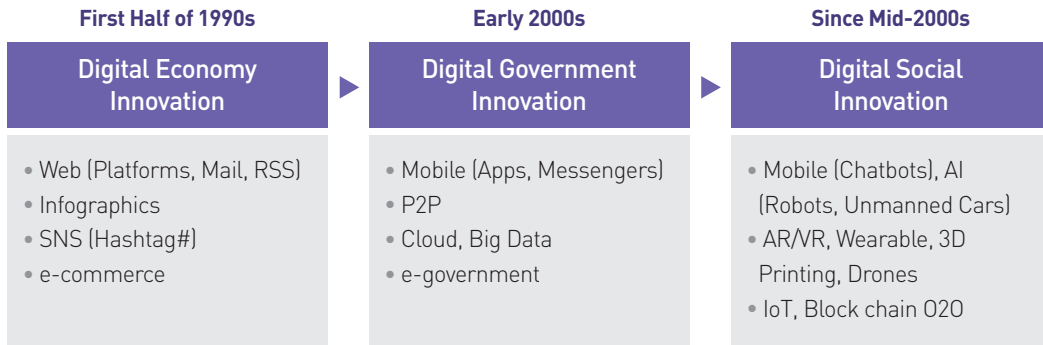 First Half of 1990s
Digital Economy
Innovation
• Web (Platforms, Mail, RSS)
• Infographics
• SNS (Hashtag#)
• e-commerce
Early 2000s
Digital Government
Innovation
• Mobile (Apps, Messengers)
• P2P
• Cloud, Big Data
• e-government
Since Mid-2000s
Digital Social
Innovation
• Mobile (Chatbots), AI
(Robots, Unmanned Cars)
• AR/VR, Wearable, 3D
Printing, Drones
• IoT, Block chain O2O